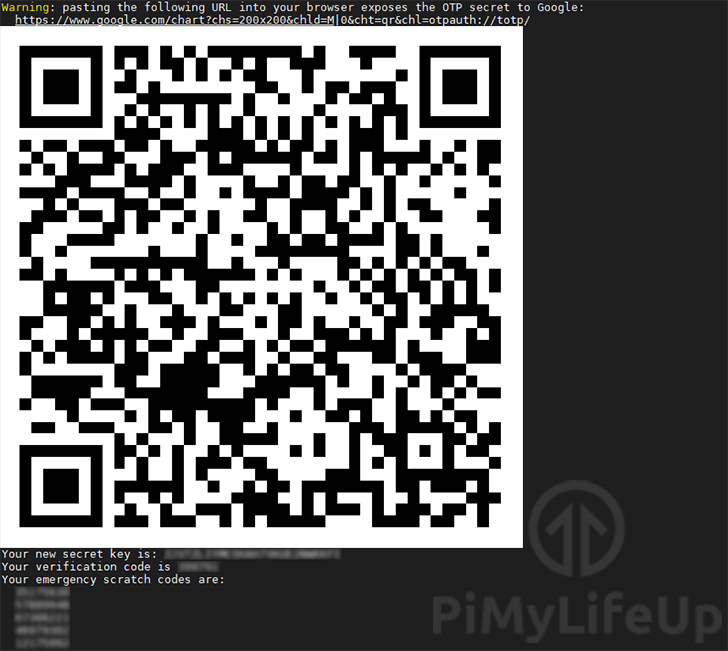 Warning: pasting the following URL into your browser exposes the OTP secret to Google:
https://www.google.com/chart?chs=200x200&chld=M|0&cht=qr&chl=otpauth://totp/
Your new secret key is:
Your verification code is
Your emergency scratch codes are:
PiMyLifeUp